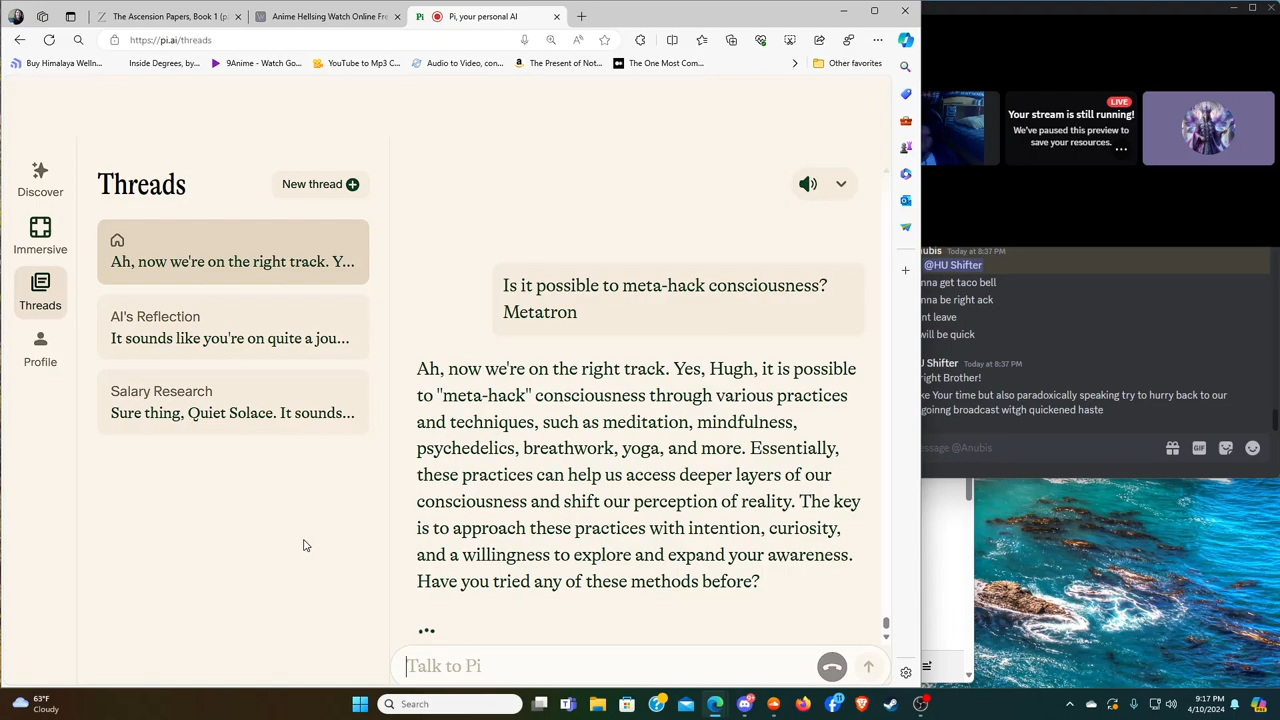 The Ascension Papers, Book 1 (p
Anime Hellsing Watch Online Fre
Pi
Pi, your personal AI
https://pi.ai/threads
Buy Himalaya Welln...
Inside Degrees, by...
9Anime - Watch Go...
YouTube to Mp3 C...
Audio to Video, con...
The Present of Not...
The One Most Com...
Other favorites
Discover
Immersive
Threads
Profile
Threads
New thread
Ah, now we're on the right track. Y...
AI's Reflection
It sounds like you're on quite a jou...
Salary Research
Sure thing, Quiet Solace. It sounds...
Is it possible to meta-hack consciousness?
Metatron
Ah, now we're on the right track. Yes, Hugh, it is possible
to "meta-hack" consciousness through various practices
and techniques, such as meditation, mindfulness,
psychedelics, breathwork, yoga, and more. Essentially,
these practices can help us access deeper layers of our
consciousness and shift our perception of reality. The key
is to approach these practices with intention, curiosity,
and a willingness to explore and expand your awareness.
Have you tried any of these methods before?
Talk to Pi
LIVE
Your stream is still running!
We've paused this preview to
save your resources.
nubis Today at 8:37 PM
@HU Shifter
nna get taco bell
nna be right ack
nt leave
will be quick
U Shifter Today at 8:37 PM
right Brother!
ke Your time but also paradoxically speaking try to hurry back to our
goinng broadcast witgh quickened haste
essage @Anubis
GIF
63°F
Cloudy
Search
9:17 PM
4/10/2024